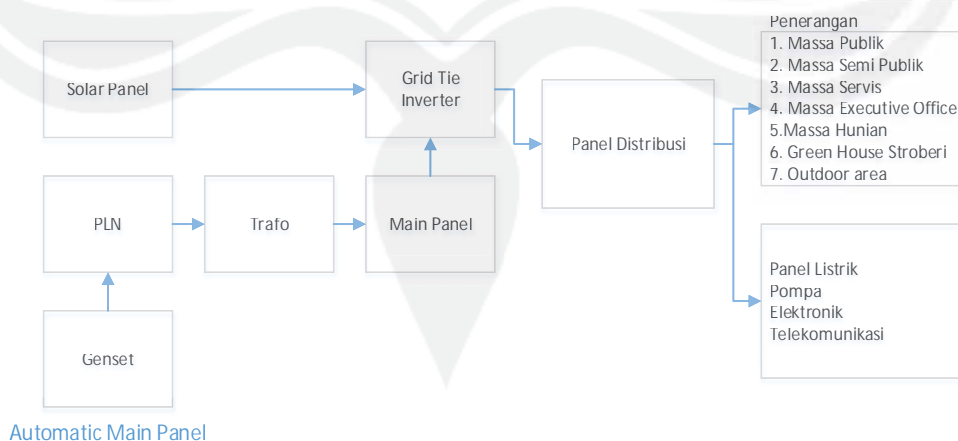 Solar Panel
Grid Tie
Inverter
Panel Distribusi
Penerangan
1. Massa Publik
2. Massa Semi Publik
3. Massa Servis
4. Massa Executive Office
5.Massa Hunian
6. Green House Stroberi
7. Outdoor area
PLN
Trafo
Main Panel
Panel Listrik
Pompa
Elektronik
Telekomunikasi
Genset
Automatic Main Panel